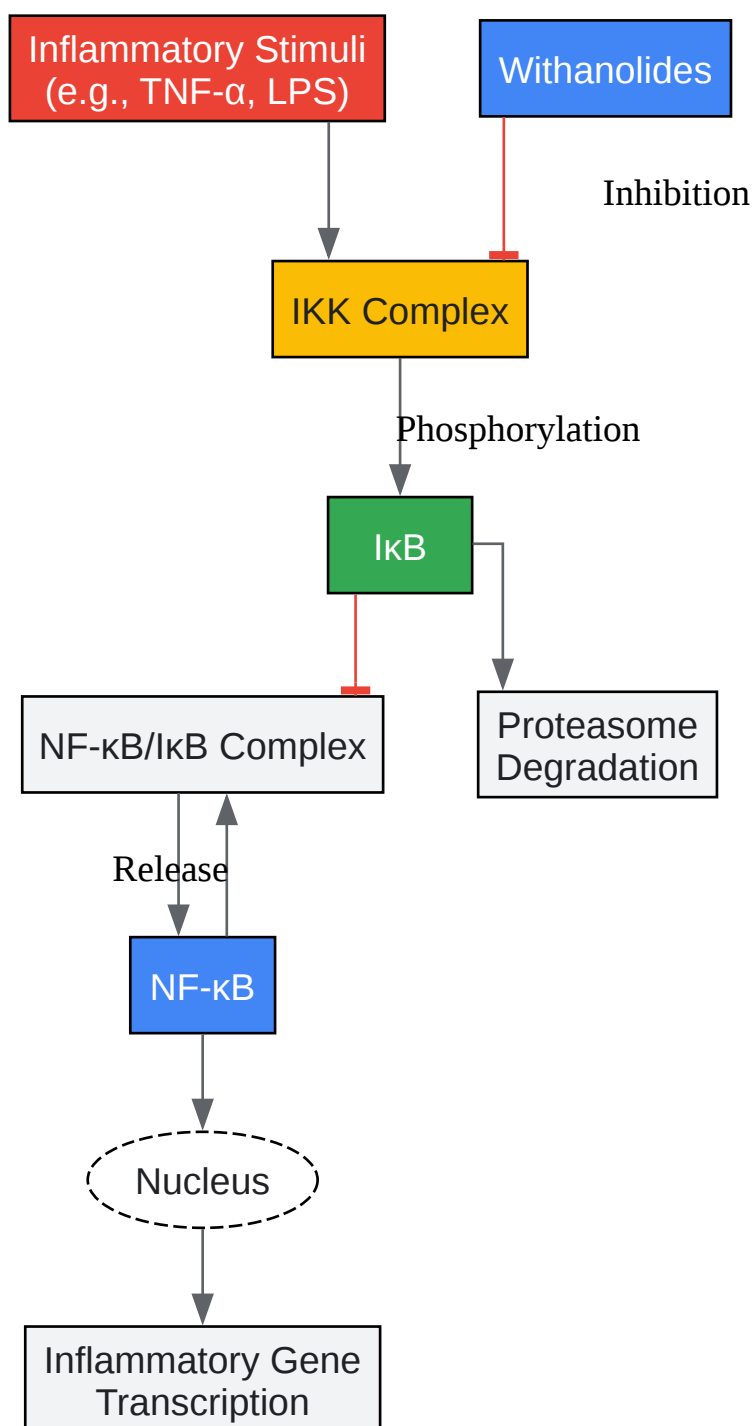 Inflammatory Stimuli
(e.g., TNF-α, LPS)
Withanolides
Inhibition
IKK Complex
Phosphorylation
IκB
NF-κB/IκB Complex
Proteasome
Degradation
Release
NF-κB
Nucleus
Inflammatory Gene
Transcription